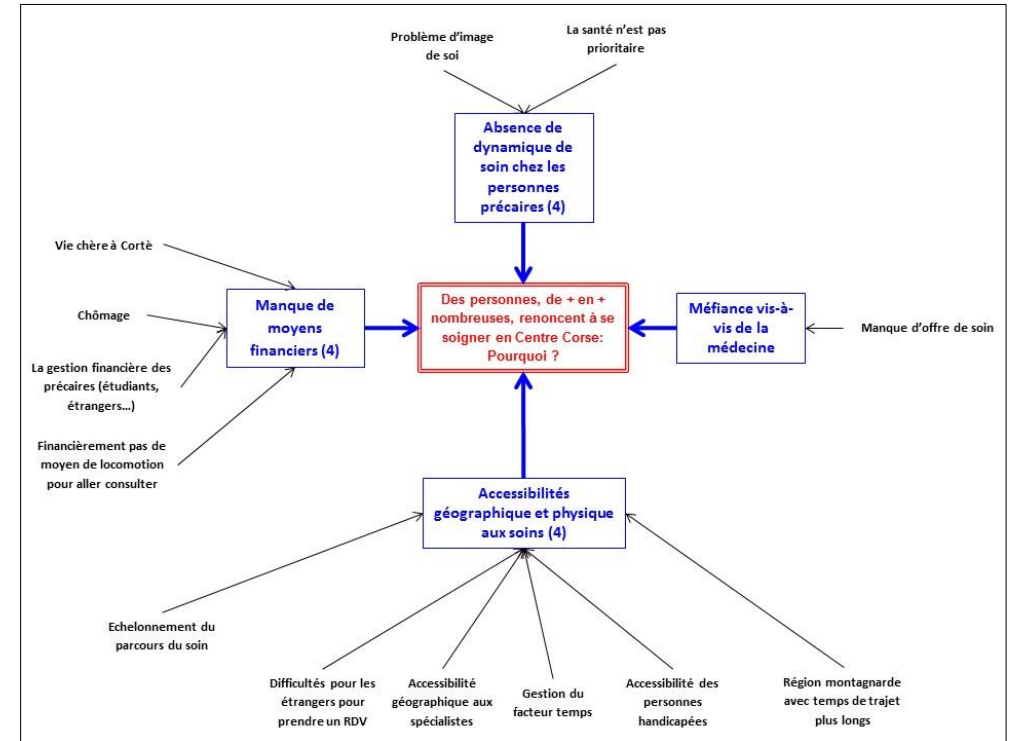 Problème d'image
de soi
La santé n'est pas
prioritaire
Absence de
dynamique de
soin chez les
personnes
précaires (4)
Vie chère à Cortè
Chômage
La gestion financière des
précaires (étudiants,
étrangers...)
Financièrement pas de
moyen de locomotion
pour aller consulter
Manque de
moyens
financiers (4)
Des personnes, de + en +
nombreuses, renoncent à se
soigner en Centre Corse:
Pourquoi ?
Méfiance vis-à-
vis de la
médecine
Manque d'offre de soin
Accessibilités
géographique et physique
aux soins (4)
Echelonnement du
parcours du soin
Difficultés pour les
étrangers pour
prendre un RDV
Accessibilité
géographique aux
spécialistes
Gestion du
facteur temps
Accessibilité des
personnes
handicapées
Région montagnarde
avec temps de trajet
plus longs